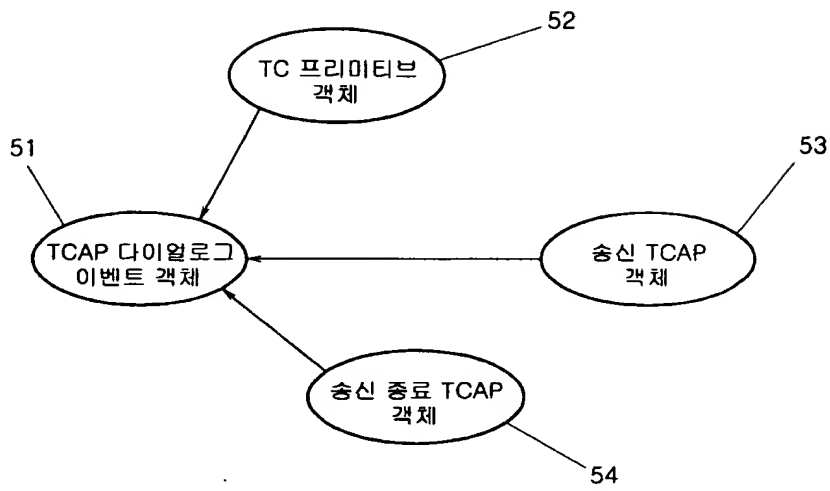 52
TC 프리미티브
객체
51
53
TCAP 다이얼로그
이벤트 객체
송신 TCAP
객체
송신 종료 TCAP
객체
54